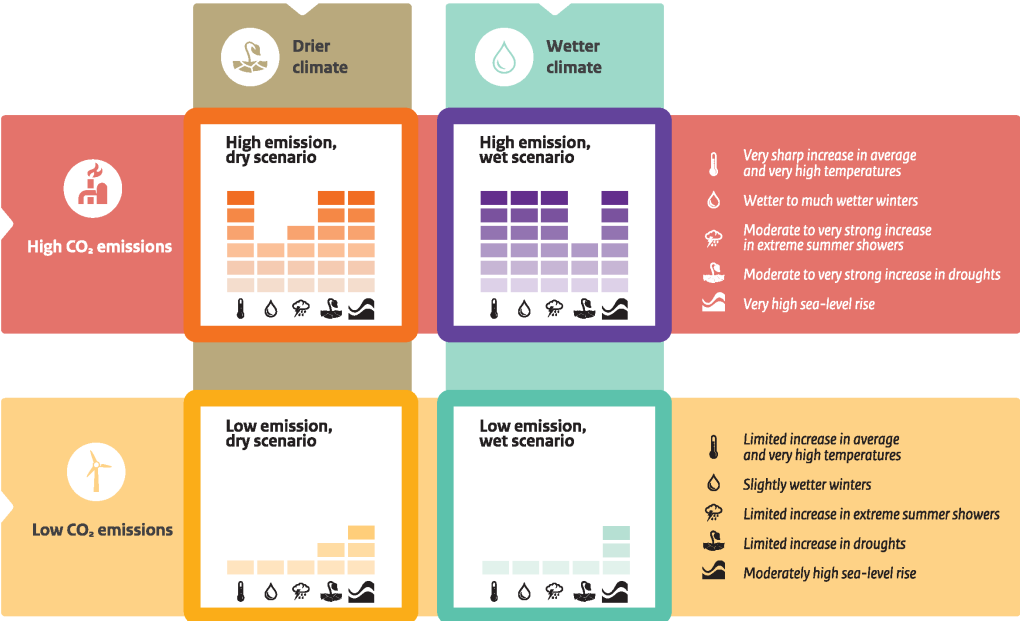 Drier
climate
Wetter
climate
High CO₂ emissions
High emission,
dry scenario
High emission,
wet scenario
Very sharp increase in average
and very high temperatures
Wetter to much wetter winters
Moderate to very strong increase
in extreme summer showers
Moderate to very strong increase in droughts
Very high sea-level rise
Low CO₂ emissions
Low emission,
dry scenario
Low emission,
wet scenario
Limited increase in average
and very high temperatures
Slightly wetter winters
Limited increase in extreme summer showers
Limited increase in droughts
Moderately high sea-level rise